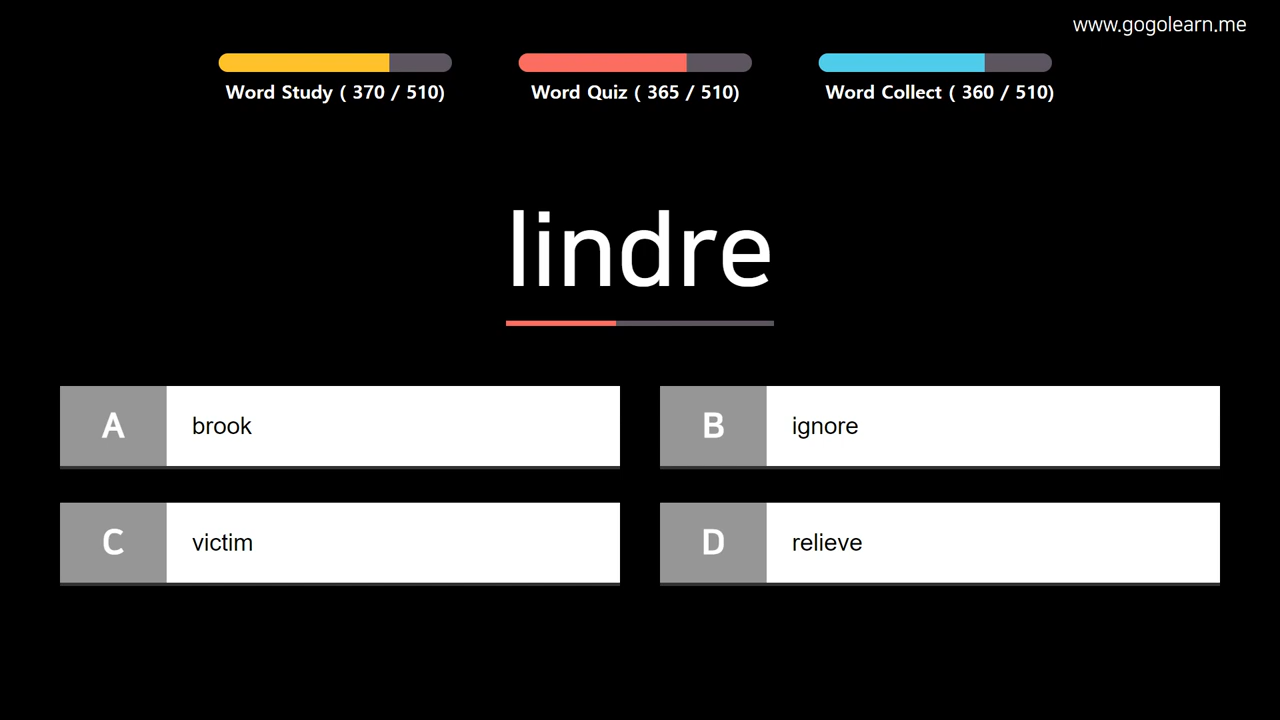 www.gogolearn.me
Word Study ( 370 / 510)
Word Quiz ( 365 / 510)
Word Collect ( 360 / 510)
lindre
A brook
B ignore
C victim
D relieve